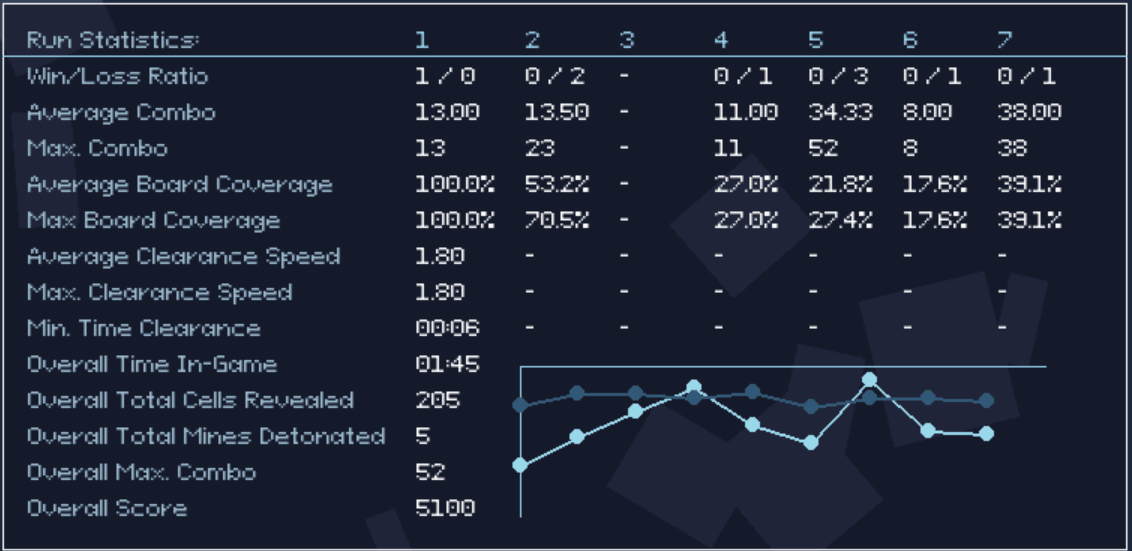 Run Statistics: 1 2 3 4 5 6 7
Win/Loss Ratio 1/0 0/2 - 0/1 0/3 0/1 0/1
Average Combo 13.00 13.50 - 11.00 34.33 8.00 38.00
Max. Combo 13 23 - 11 52 8 38
Average Board Coverage 100.0% 53.2% - 27.0% 21.8% 17.6% 39.1%
Max Board Coverage 100.0% 70.5% - 27.0% 27.4% 17.6% 39.1%
Average Clearance Speed 1.80 - - - - - -
Max. Clearance Speed 1.80 - - - - - -
Min. Time Clearance 00:06 - - - - - -
Overall Time In-Game 01:45
Overall Total Cells Revealed 205
Overall Total Mines Detonated 5
Overall Max. Combo 52
Overall Score 5100